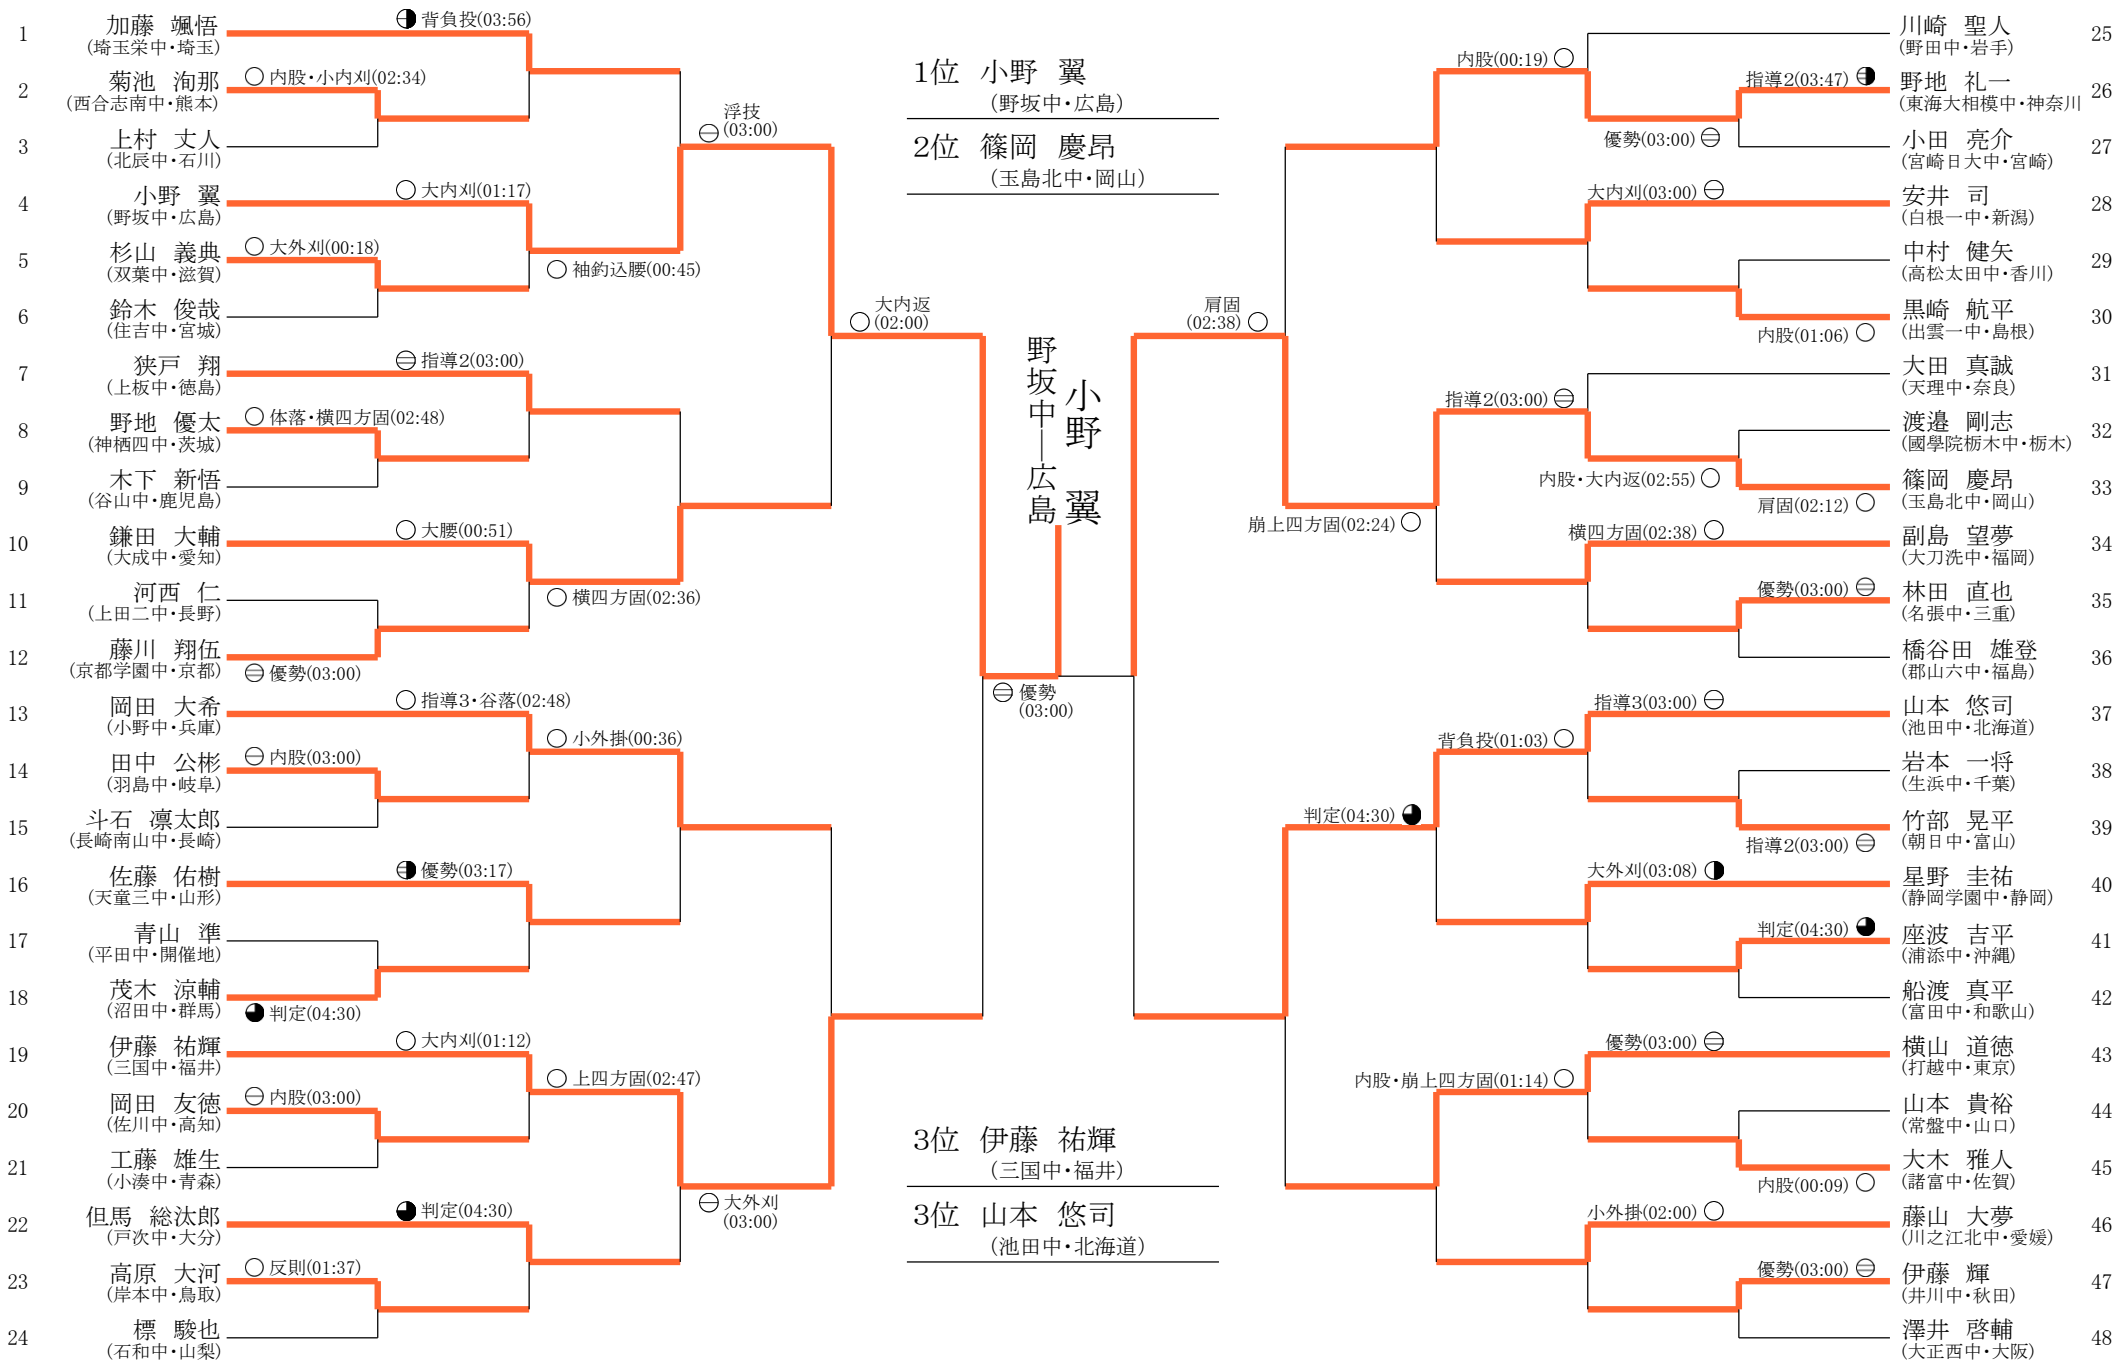 1
加藤 颯悟
(埼玉栄中・埼玉)
背負投(03:56)
2
菊池 洵那
(西合志南中・熊本)
内股・小内刈(02:34)
3
上村 丈人
(北辰中・石川)
浮技
(03:00)
4
小野 翼
(野坂中・広島)
大内刈(01:17)
5
杉山 義典
(双葉中・滋賀)
大外刈(00:18)
袖釣込腰(00:45)
6
鈴木 俊哉
(住吉中・宮城)
大内返
(02:00)
7
狭戸 翔
(上板中・徳島)
指導2(03:00)
8
野地 優太
(神栖四中・茨城)
体落・横四方固(02:48)
9
木下 新悟
(谷山中・鹿児島)
10
鎌田 大輔
(大成中・愛知)
大腰(00:51)
11
河西 仁
(上田二中・長野)
横四方固(02:36)
12
藤川 翔伍
(京都学園中・京都)
優勢(03:00)
13
岡田 大希
(小野中・兵庫)
指導3・谷落(02:48)
小外掛(00:36)
14
田中 公彬
(羽島中・岐阜)
内股(03:00)
15
斗石 凛太郎
(長崎南山中・長崎)
16
佐藤 佑樹
(天童三中・山形)
優勢(03:17)
17
青山 準
(平田中・開催地)
18
茂木 涼輔
(沼田中・群馬)
判定(04:30)
19
伊藤 祐輝
(三国中・福井)
大内刈(01:12)
上四方固(02:47)
20
岡田 友徳
(佐川中・高知)
内股(03:00)
21
工藤 雄生
(小湊中・青森)
大外刈
(03:00)
22
但馬 総汰郎
(戸次中・大分)
判定(04:30)
23
高原 大河
(岸本中・鳥取)
反則(01:37)
24
標 駿也
(石和中・山梨)
1位 小野 翼
(野坂中・広島)
2位 篠岡 慶昂
(玉島北中・岡山)
小野 翼
野坂中―広島
優勢
(03:00)
3位 伊藤 祐輝
(三国中・福井)
3位 山本 悠司
(池田中・北海道)
川崎 聖人
(野田中・岩手)
25
内股(00:19)
指導2(03:47)
野地 礼一
(東海大相模中・神奈川
26
優勢(03:00)
小田 亮介
(宮崎日大中・宮崎)
27
大内刈(03:00)
安井 司
(白根一中・新潟)
28
中村 健矢
(高松太田中・香川)
29
肩固
(02:38)
黒崎 航平
(出雲一中・島根)
30
内股(01:06)
大田 真誠
(天理中・奈良)
31
指導2(03:00)
渡邉 剛志
(國學院栃木中・栃木)
32
内股・大内返(02:55)
篠岡 慶昂
(玉島北中・岡山)
33
肩固(02:12)
崩上四方固(02:24)
横四方固(02:38)
副島 望夢
(大刀洗中・福岡)
34
優勢(03:00)
林田 直也
(名張中・三重)
35
橋谷田 雄登
(郡山六中・福島)
36
指導3(03:00)
山本 悠司
(池田中・北海道)
37
背負投(01:03)
岩本 一将
(生浜中・千葉)
38
判定(04:30)
竹部 晃平
(朝日中・富山)
39
指導2(03:00)
大外刈(03:08)
星野 圭祐
(静岡学園中・静岡)
40
判定(04:30)
座波 吉平
(浦添中・沖縄)
41
船渡 真平
(富田中・和歌山)
42
優勢(03:00)
横山 道徳
(打越中・東京)
43
内股・崩上四方固(01:14)
山本 貴裕
(常盤中・山口)
44
大木 雅人
(諸富中・佐賀)
45
内股(00:09)
小外掛(02:00)
藤山 大夢
(川之江北中・愛媛)
46
優勢(03:00)
伊藤 輝
(井川中・秋田)
47
澤井 啓輔
(大正西中・大阪)
48